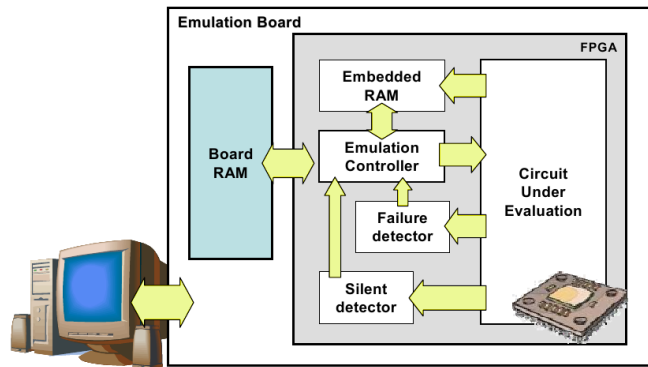 Emulation Board
FPGA
Embedded
RAM
Board
RAM
Emulation
Controller
Circuit
Under
Evaluation
Failure
detector
Silent
detector